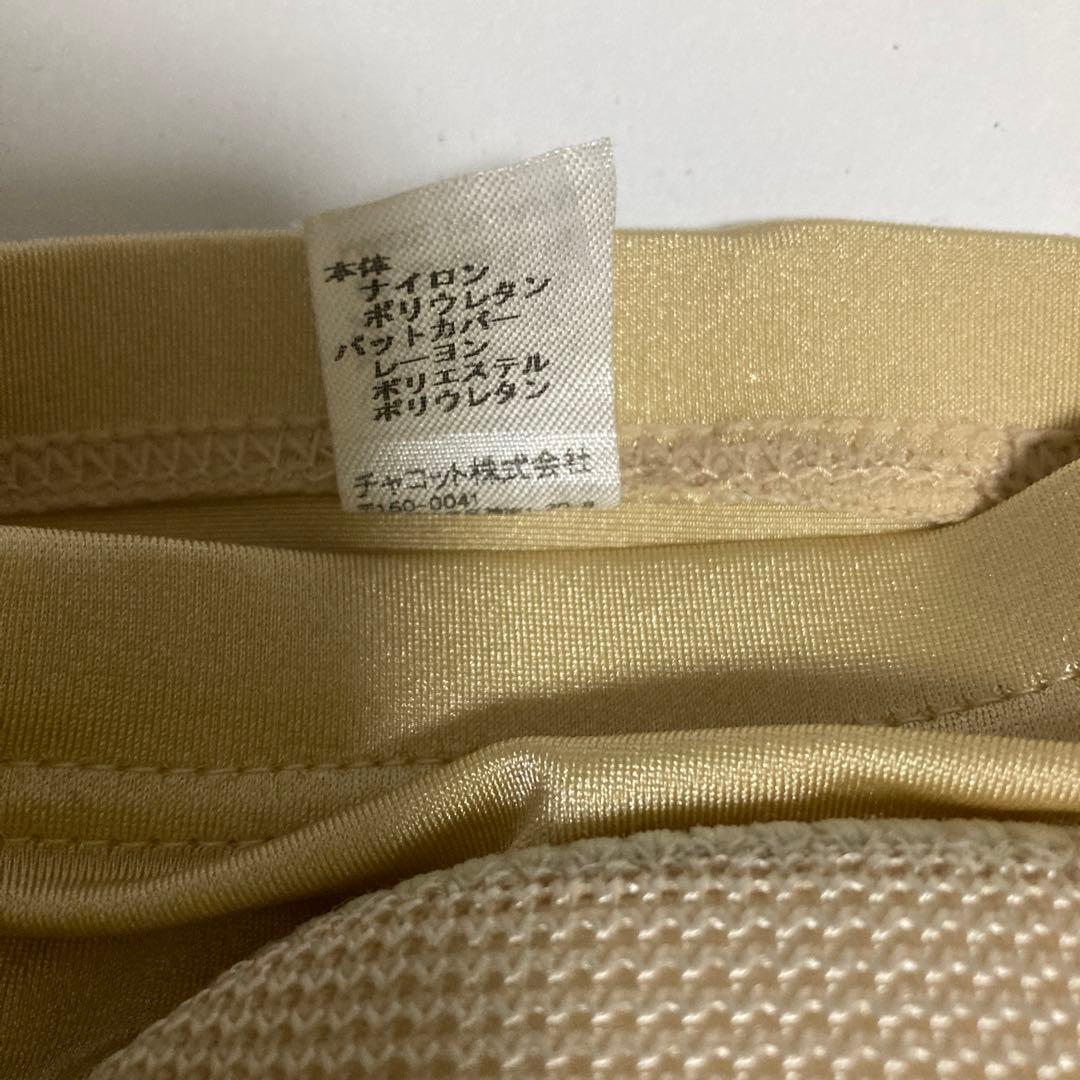 本体
ナイロン
ポリウレタン
パットカバー
レーヨン
ポリエステル
ポリウレタン
チャコット株式会社
〒150-0041